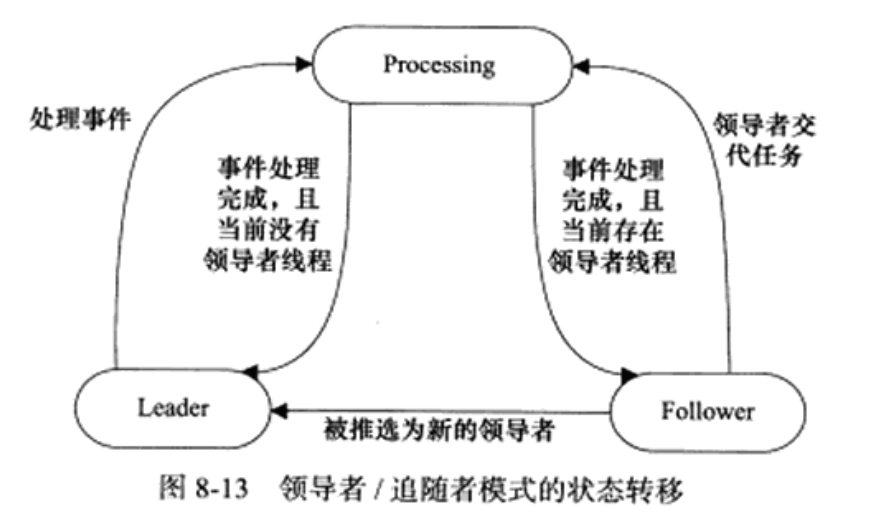 Processing
处理事件
领导者交
代任务
事件处理
完成，且
当前没有
领导者线程
事件处理
完成，且
当前存在
领导者线程
Leader
Follower
被推选为新的领导者
图 8-13 领导者 / 追随者模式的状态转移